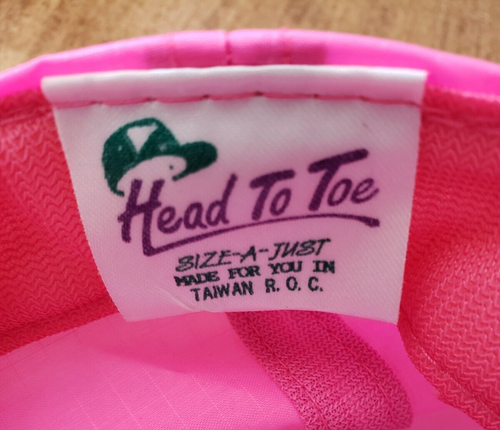 Head To Toe
SIZE-A-JUST
MADE FOR YOU IN
TAIWAN R. O. C.